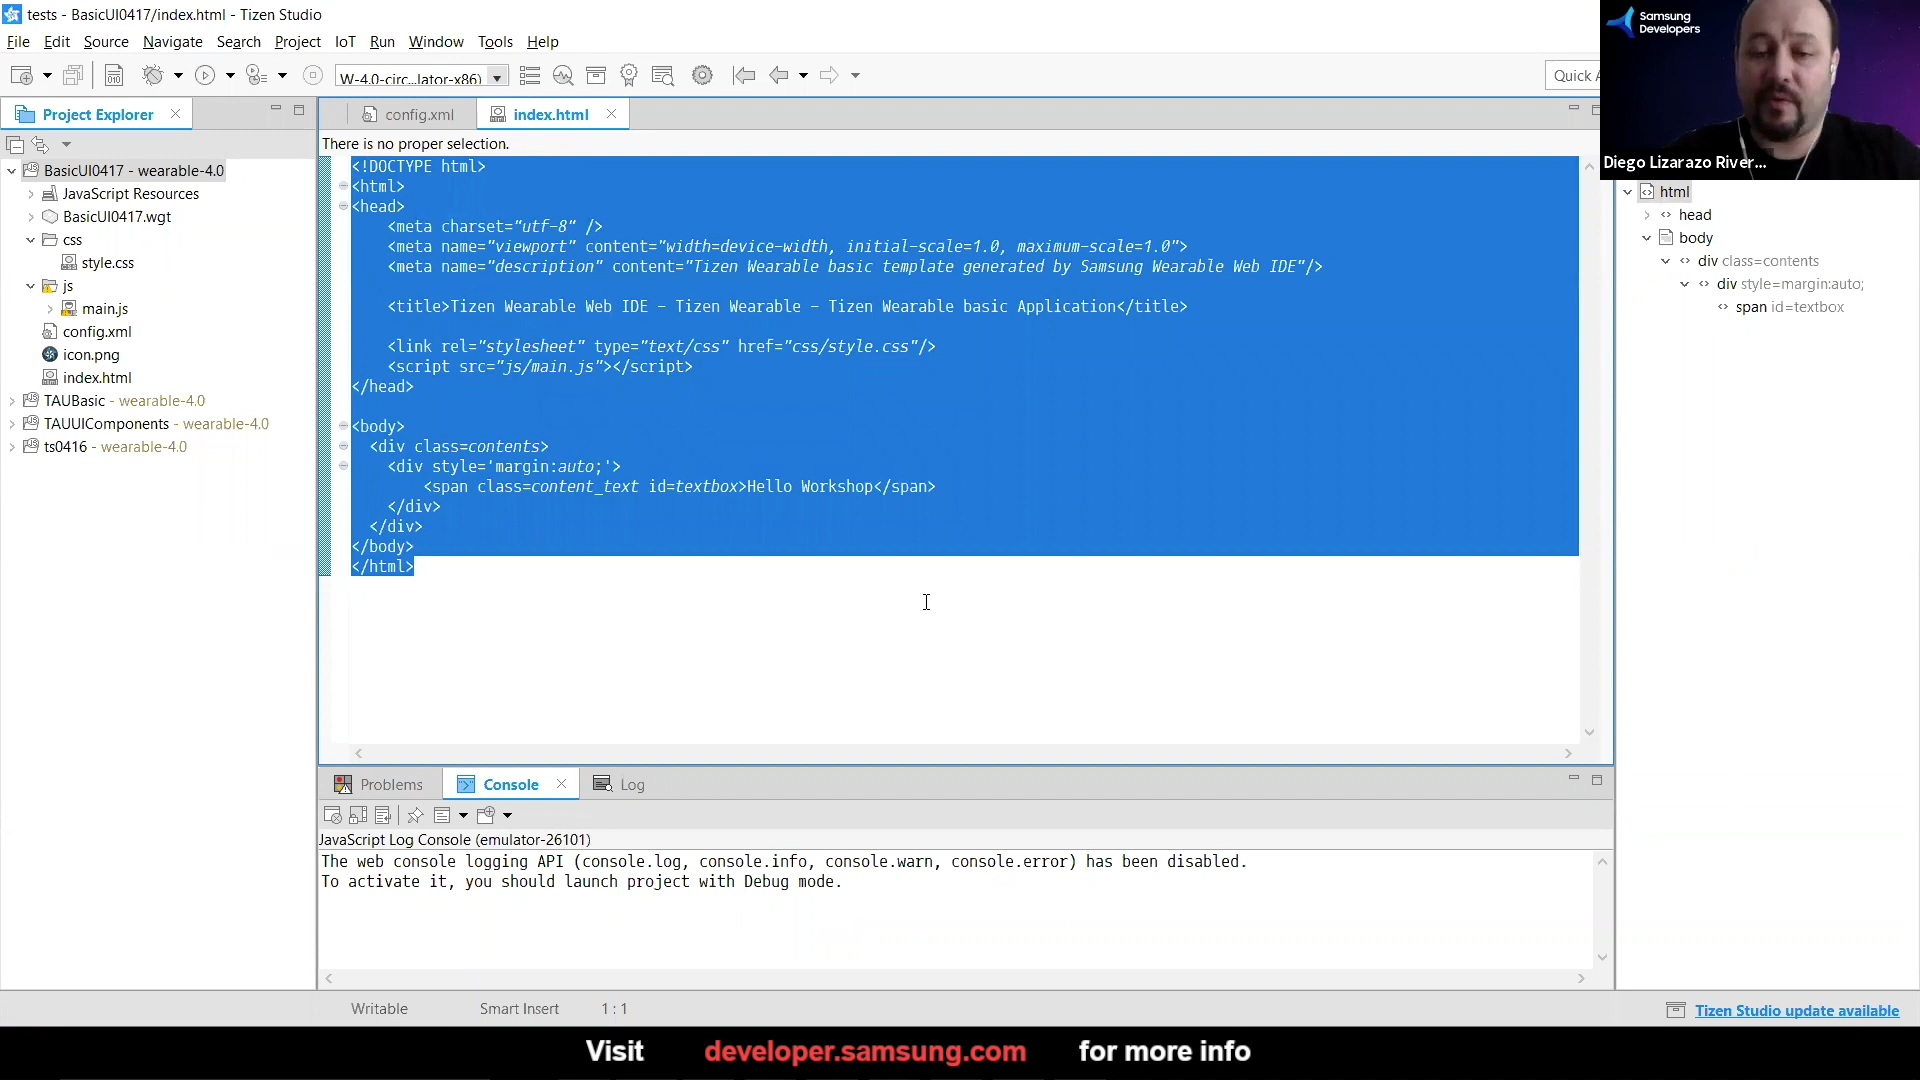 tests - BasicUI0417/index.html - Tizen Studio
File Edit Source Navigate Search Project IoT Run Window Tools Help
W-4.0-circ...lator-x86)
Quick A
Samsung
Developers
Diego Lizarazo River...
Project Explorer
BasicUI0417 - wearable-4.0
JavaScript Resources
BasicUI0417.wgt
css
style.css
js
main.js
config.xml
icon.png
index.html
TAUBasic - wearable-4.0
TAUUIComponents - wearable-4.0
ts0416 - wearable-4.0
config.xml index.html
There is no proper selection.
<!DOCTYPE html>
<html>
<head>
<meta charset="utf-8" />
<meta name="viewport" content="width=device-width, initial-scale=1.0, maximum-scale=1.0">
<meta name="description" content="Tizen Wearable basic template generated by Samsung Wearable Web IDE"/>
<title>Tizen Wearable Web IDE - Tizen Wearable - Tizen Wearable basic Application</title>
<link rel="stylesheet" type="text/css" href="css/style.css"/>
<script src="js/main.js"></script>
</head>
<body>
<div class=contents>
<div style='margin:auto;'>
<span class=content_text id=textbox>Hello Workshop</span>
</div>
</div>
</body>
</html>
html
head
body
div class=contents
div style=margin:auto;
span id=textbox
Problems Console Log
JavaScript Log Console (emulator-26101)
The web console logging API (console.log, console.info, console.warn, console.error) has been disabled.
To activate it, you should launch project with Debug mode.
Writable Smart Insert 1 : 1
Tizen Studio update available
Visit developer.samsung.com for more info